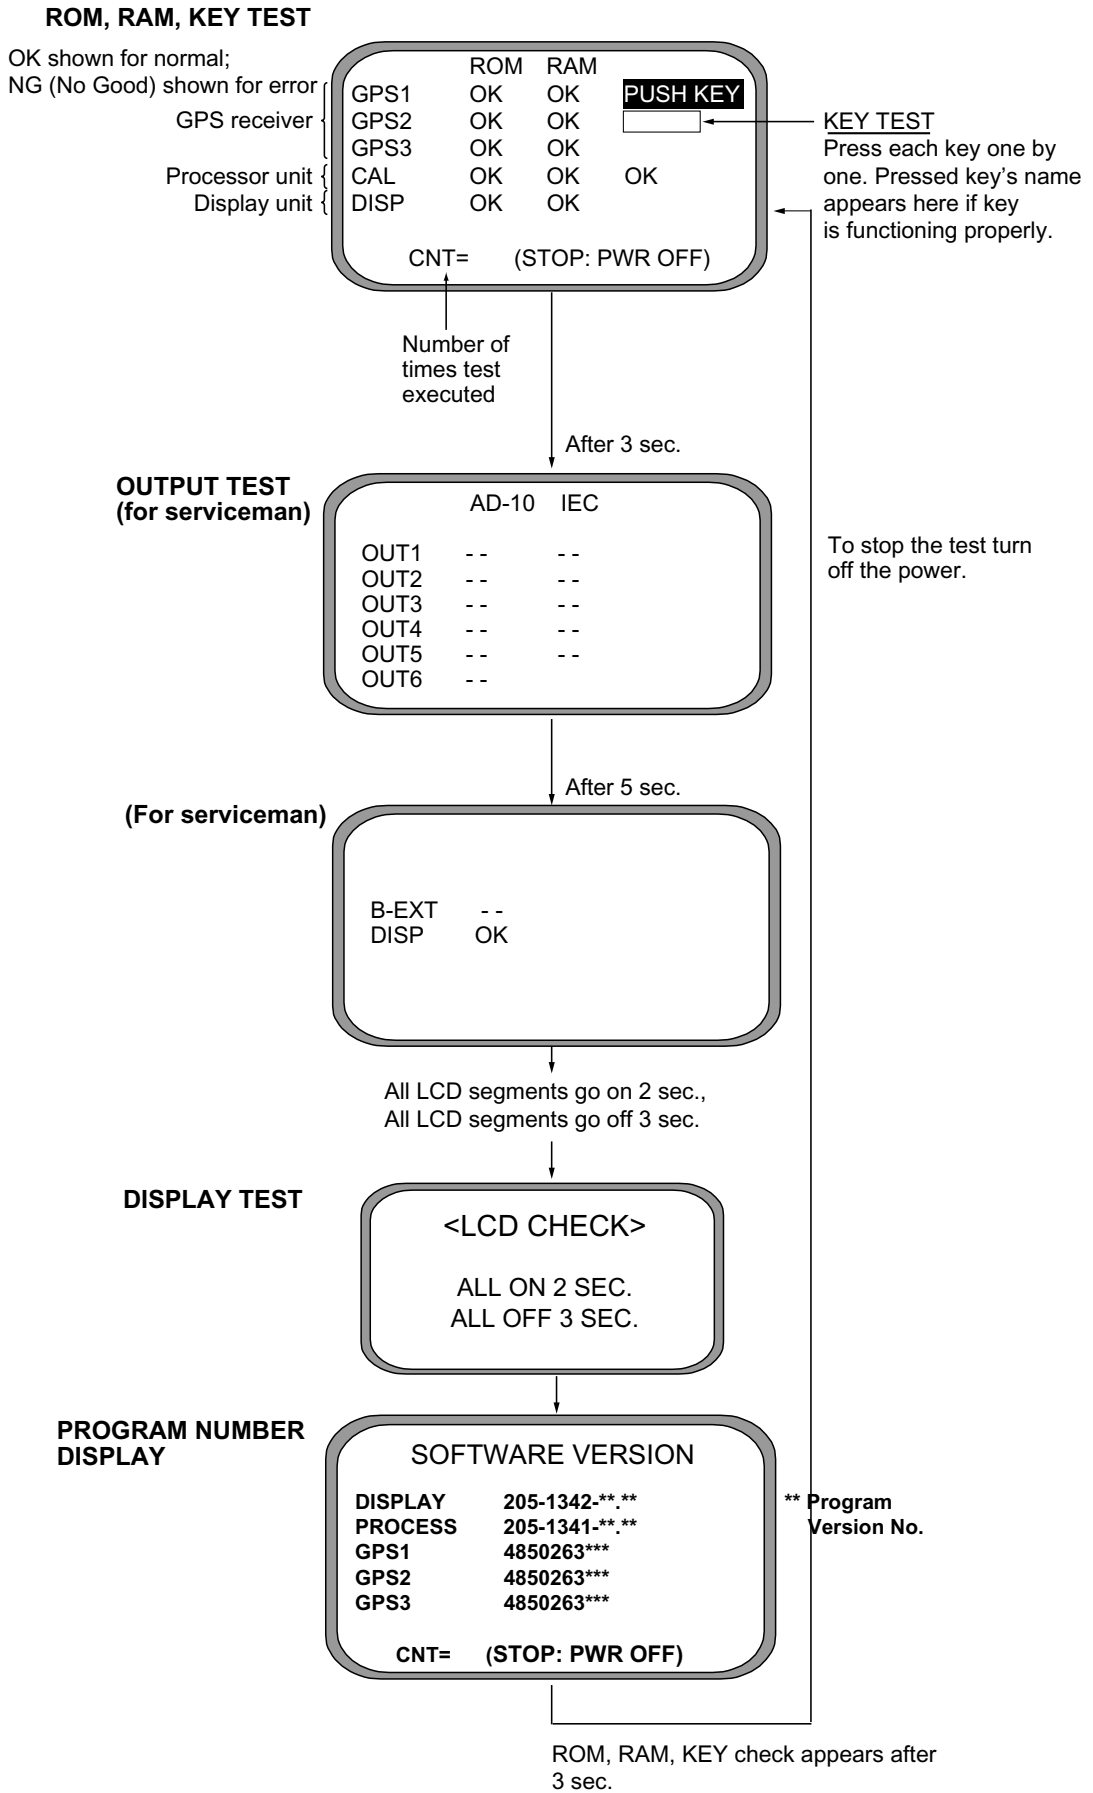 ROM, RAM, KEY TEST
OK shown for normal;
NG (No Good) shown for error
GPS receiver
Processor unit
Display unit
ROM RAM
GPS1 OK OK PUSH KEY
GPS2 OK OK
GPS3 OK OK
CAL OK OK OK
DISP OK OK
CNT= (STOP: PWR OFF)
KEY TEST
Press each key one by
one. Pressed key's name
appears here if key
is functioning properly.
Number of
times test
executed
After 3 sec.
OUTPUT TEST
(for serviceman)
AD-10 IEC
OUT1 - - - -
OUT2 - - - -
OUT3 - - - -
OUT4 - - - -
OUT5 - - - -
OUT6 - -
To stop the test turn
off the power.
After 5 sec.
(For serviceman)
B-EXT - -
DISP OK
All LCD segments go on 2 sec.,
All LCD segments go off 3 sec.
DISPLAY TEST
<LCD CHECK>
ALL ON 2 SEC.
ALL OFF 3 SEC.
PROGRAM NUMBER
DISPLAY
SOFTWARE VERSION
DISPLAY 205-1342-**.**
PROCESS 205-1341-**.**
GPS1 4850263***
GPS2 4850263***
GPS3 4850263***
CNT= (STOP: PWR OFF)
** Program
Version No.
ROM, RAM, KEY check appears after
3 sec.